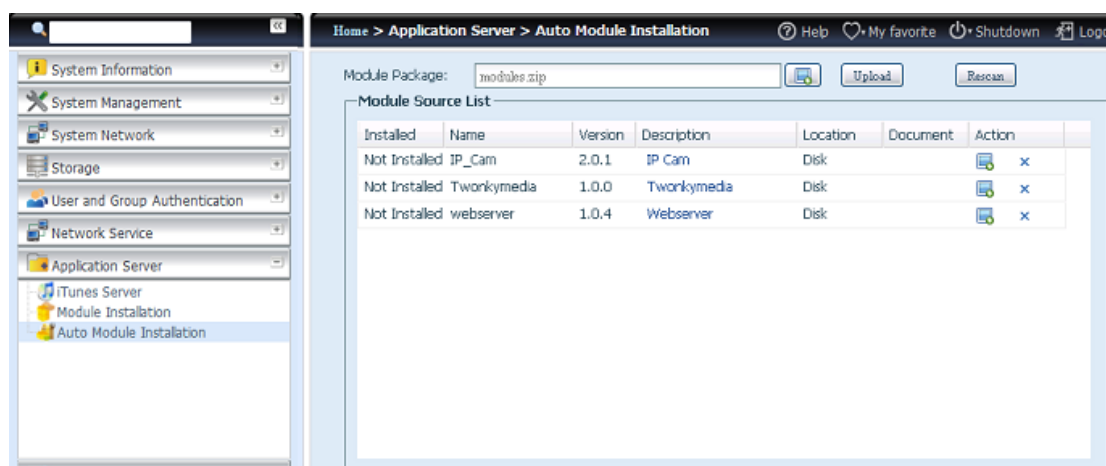 Home > Application Server > Auto Module Installation Help My favorite Shutdown
System Information
System Management
System Network
Storage
User and Group Authentication
Network Service
Application Server
iTunes Server
Module Installation
Auto Module Installation
Module Package: modules.zip Upload Rescan
Module Source List
Installed Name Version Description Location Document Action
Not Installed IP_Cam 2.0.1 IP Cam Disk
Not Installed Twonkymedia 1.0.0 Twonkymedia Disk
Not Installed webserver 1.0.4 Webserver Disk